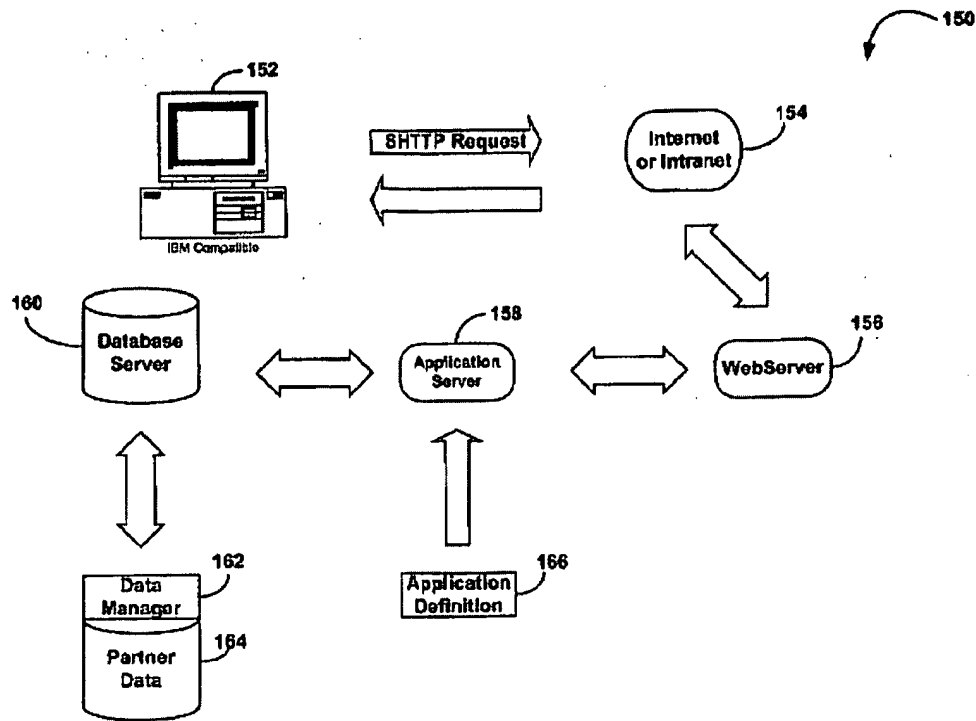 150
152
SHTTP Request
Internet
or Intranet
154
IBM Compatible
160
Database
Server
158
Application
Server
WebServer
156
Data
Manager
162
Partner
Data
164
Application
Definition
166